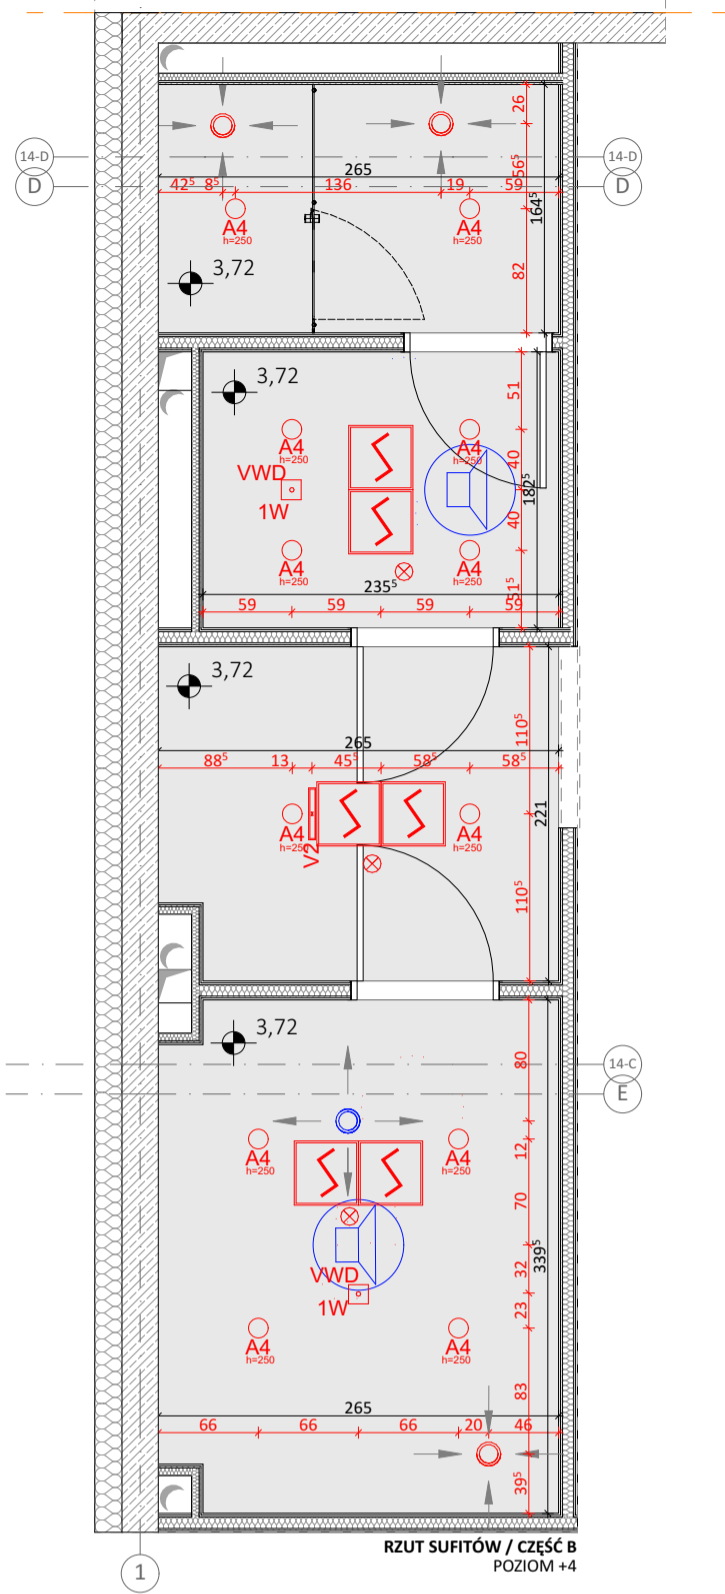 26
14-D
14-D
265
56⁵
D
D
42⁵ 8⁵ 136 19 59
164⁵
A4
h=250
A4
h=250
3,72
82
3,72
51
A4
h=250
A4
h=250
40
VWD
1W
182⁵
40
A4
h=250
A4
h=250
51⁵
235⁵
59 59 59 59
3,72
110⁵
265
88⁵ 13 45⁵ 58⁵ 58⁵
221
A4
h=250
V2
A4
h=250
110⁵
3,72
80
14-C
E
A4
h=250
A4
h=250
12
70
339⁵
32
VWD
1W
23
A4
h=250
A4
h=250
83
265
66 66 66 20 46
39⁵
RZUT SUFITÓW / CZĘŚĆ B
POZIOM +4
1